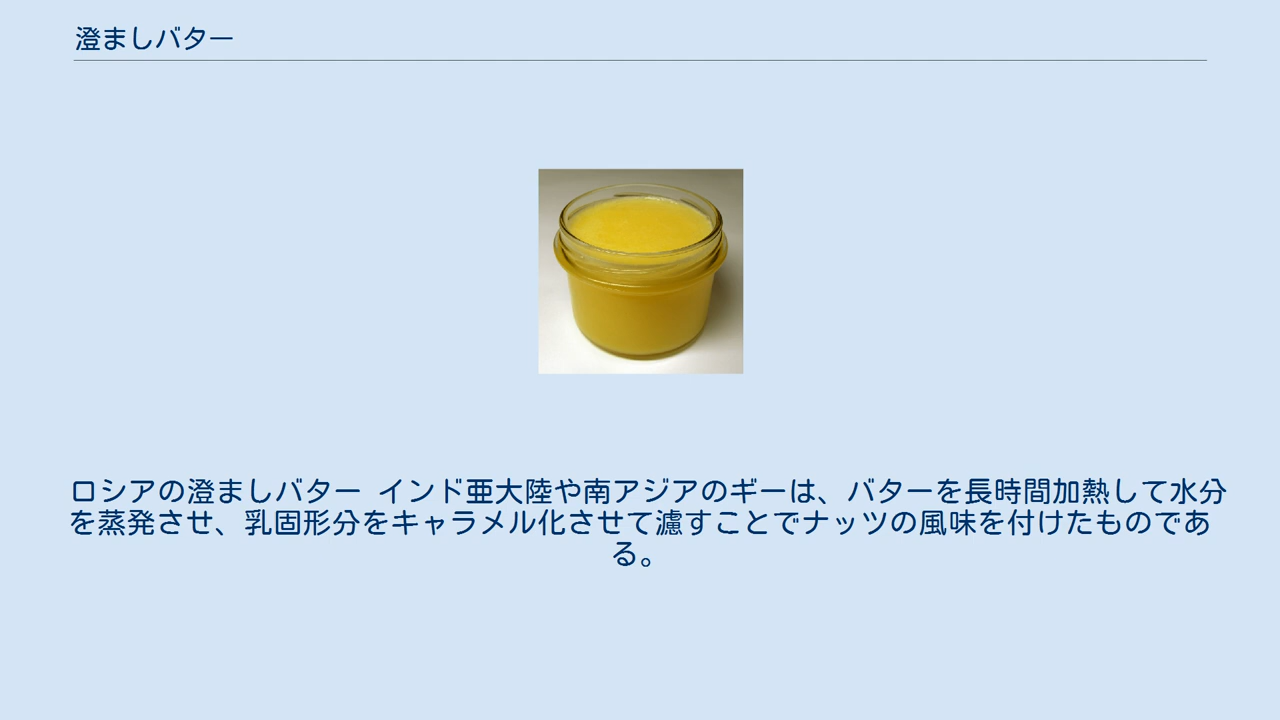 澄ましバター
ロシアの澄ましバター インド亜大陸や南アジアのギーは、バターを長時間加熱して水分
を蒸発させ、乳固形分をキャラメル化させて濾すことでナッツの風味を付けたものであ
る。